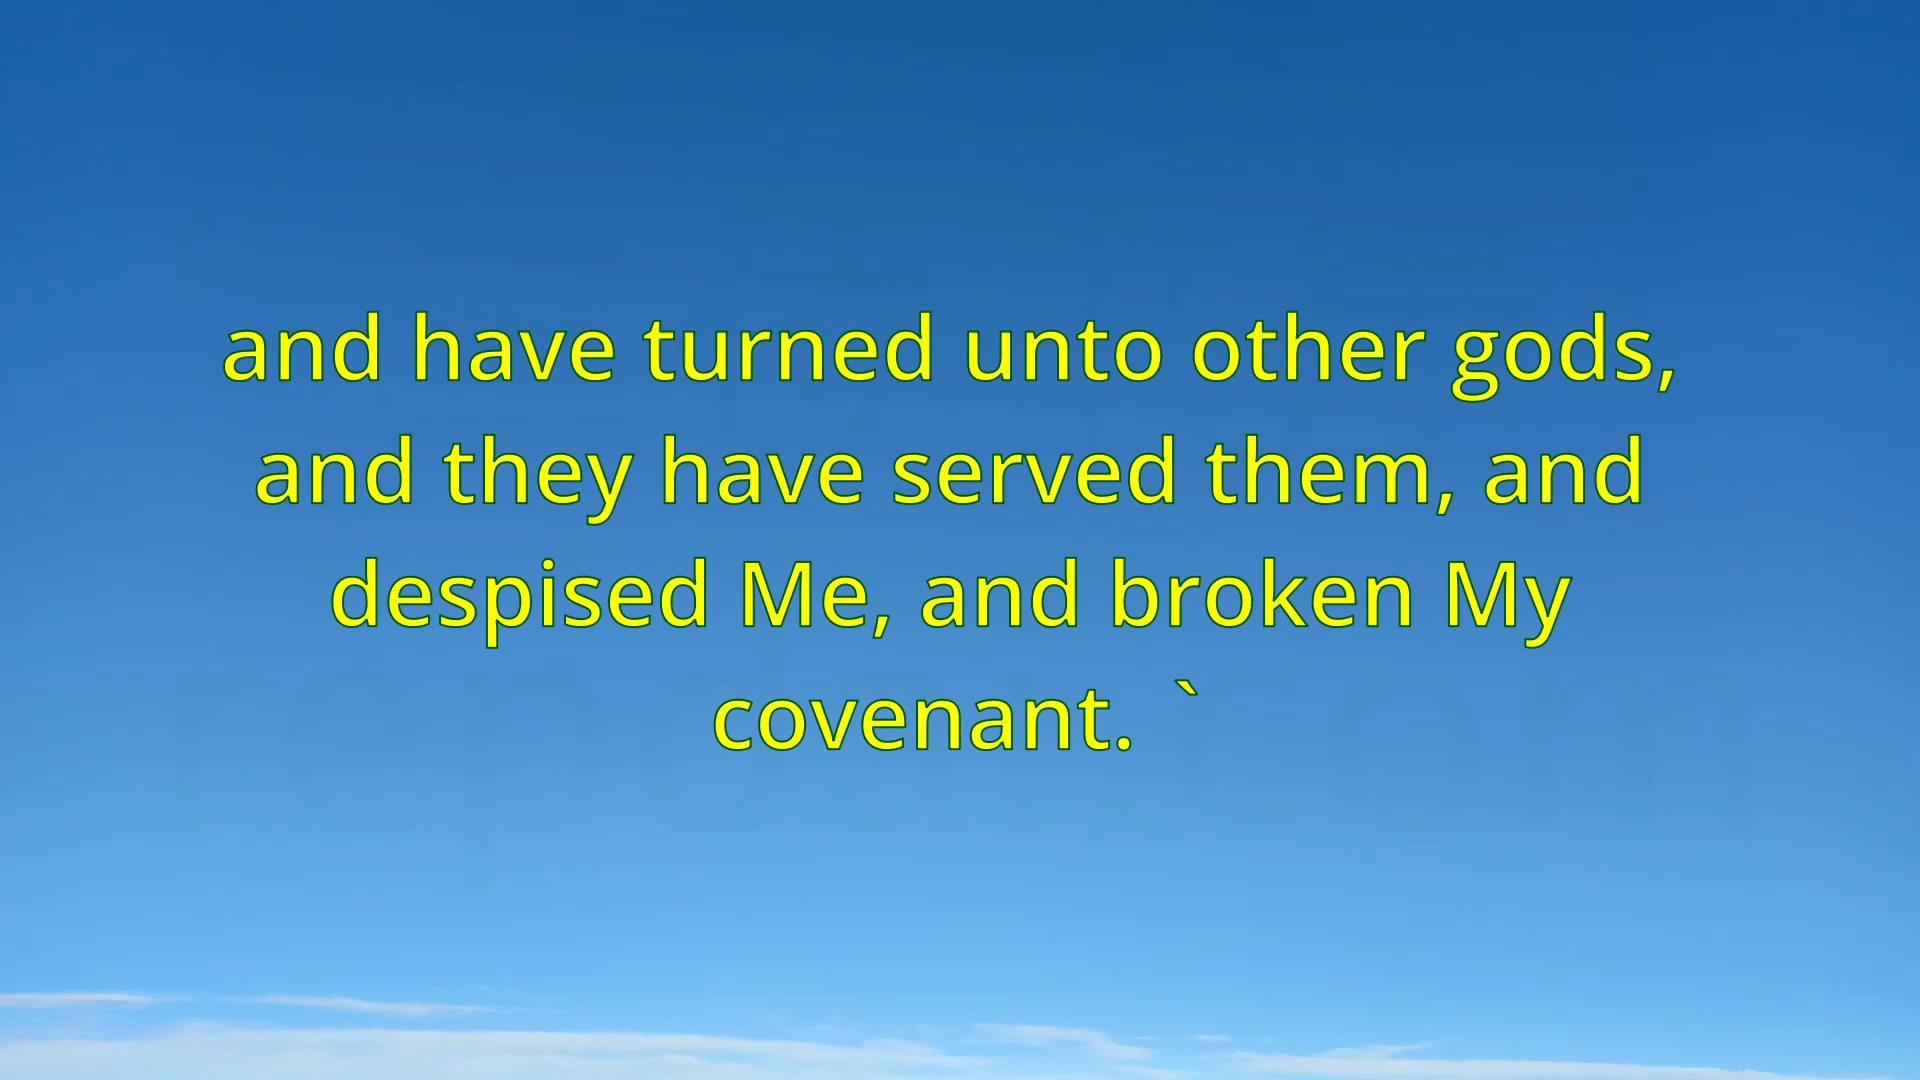 and have turned unto other gods,
and they have served them, and
despised Me, and broken My
covenant. `